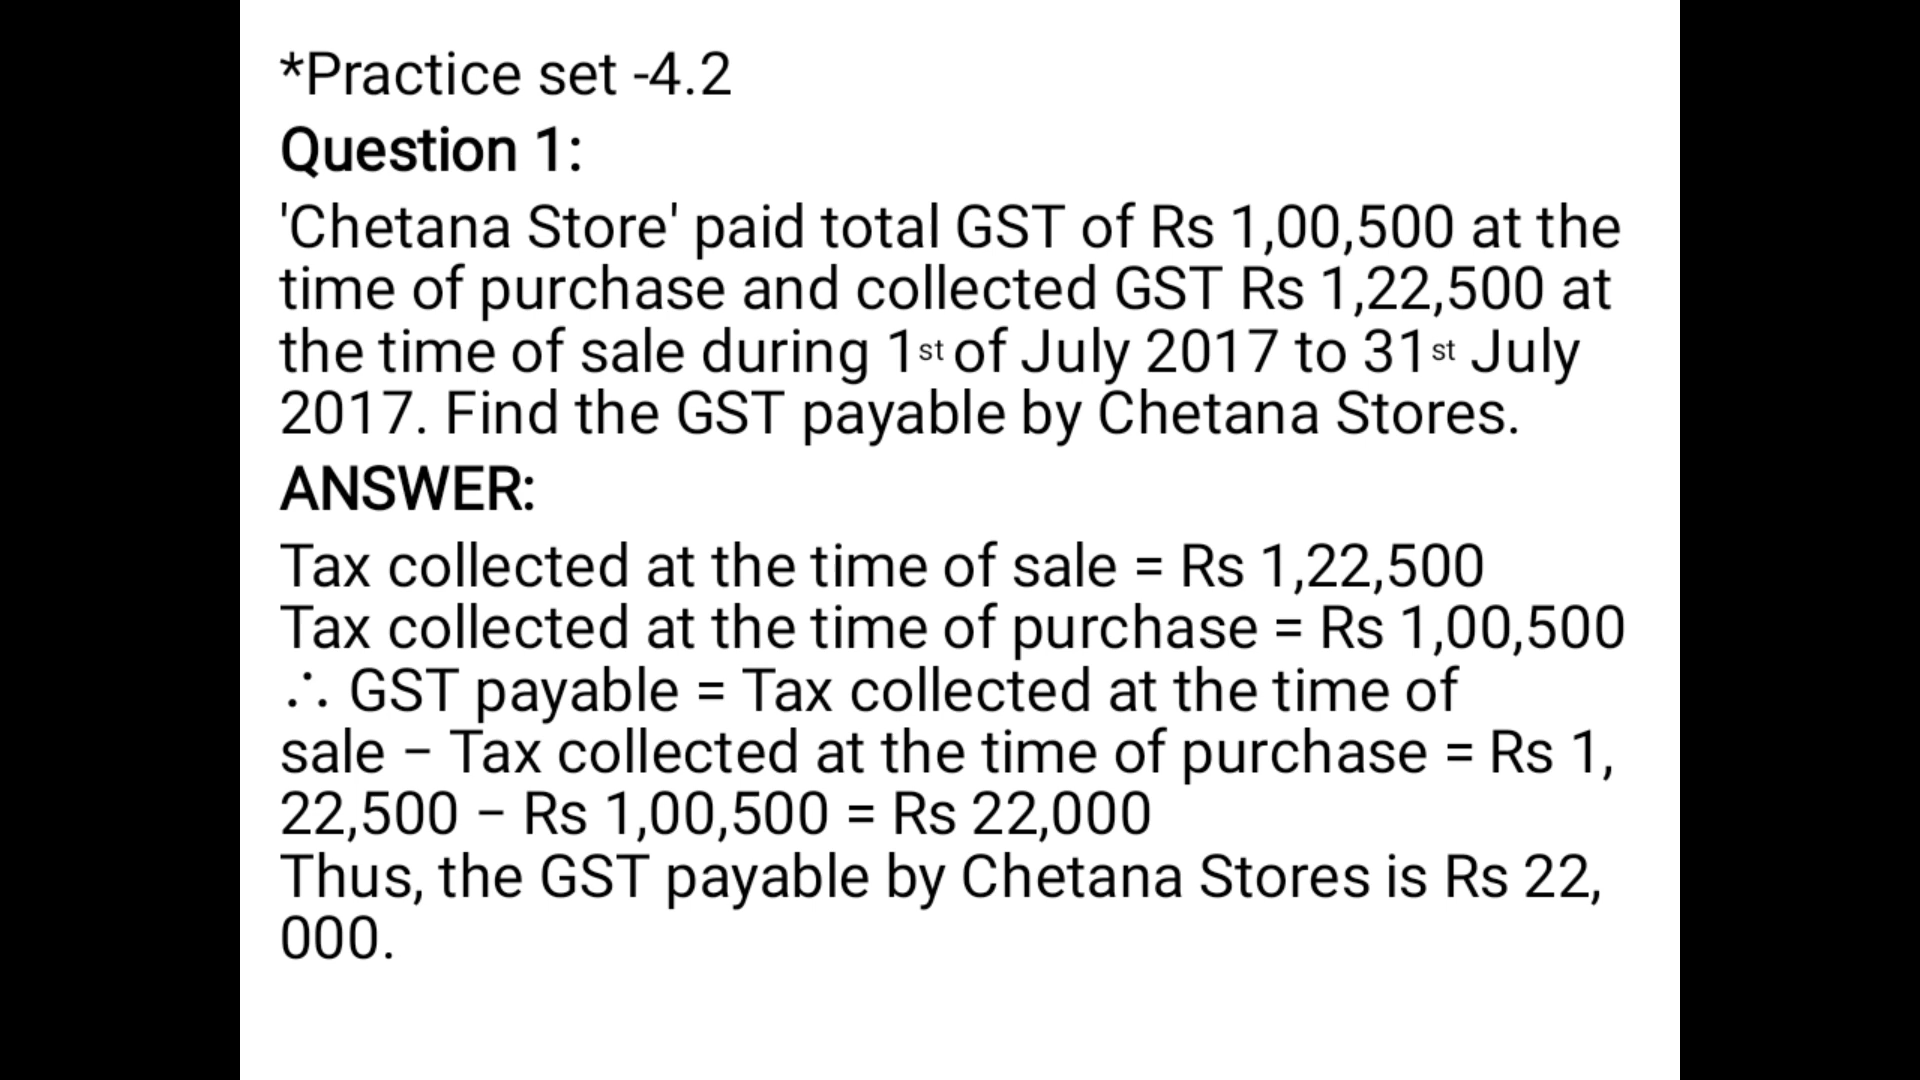 *Practice set -4.2
Question 1:
'Chetana Store' paid total GST of Rs 1,00,500 at the
time of purchase and collected GST Rs 1,22,500 at
the time of sale during 1st of July 2017 to 31st July
2017. Find the GST payable by Chetana Stores.
ANSWER:
Tax collected at the time of sale = Rs 1,22,500
Tax collected at the time of purchase = Rs 1,00,500
∴ GST payable = Tax collected at the time of
sale − Tax collected at the time of purchase = Rs 1,
22,500 − Rs 1,00,500 = Rs 22,000
Thus, the GST payable by Chetana Stores is Rs 22,
000.